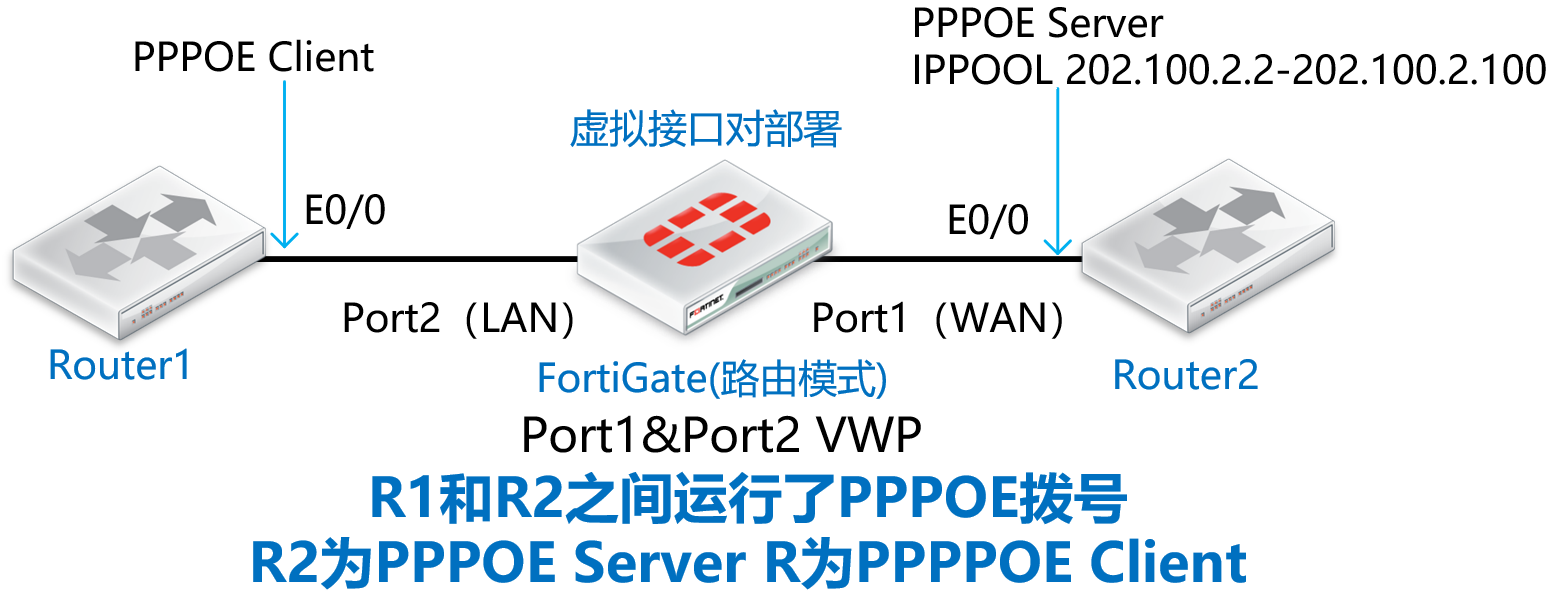 PPPOE Server
PPPOE Client
IPPOOL 202.100.2.2-202.100.2.100
虚拟接口对部署
E0/0
E0/0
FORTINET
Port2（LAN）
Port1（WAN）
Router1
FortiGate(路由模式)
Router2
Port1&Port2 VWP
R1和R2之间运行了PPPOE拨号
R2为PPPOE Server R为PPPPOE Client